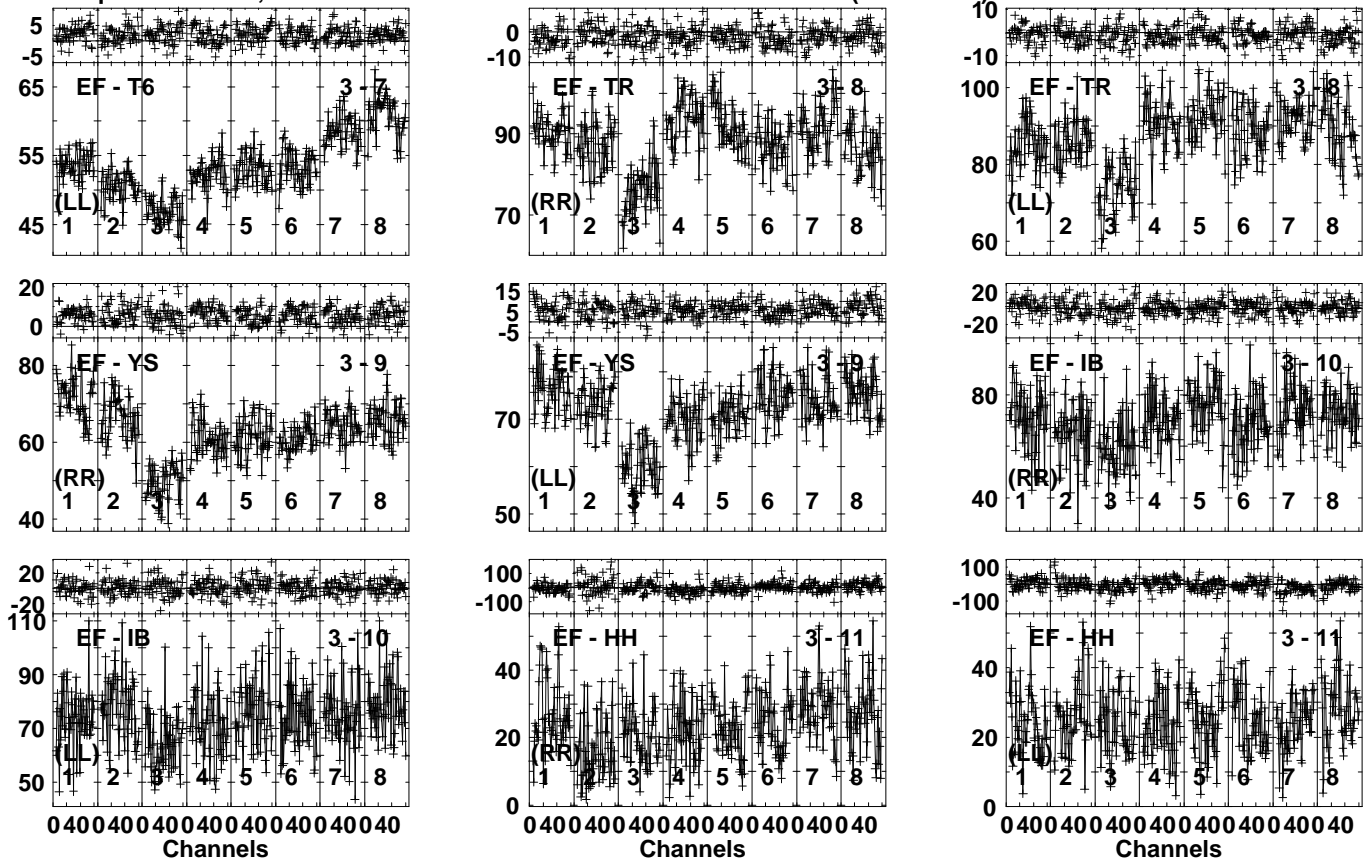 5 0 10
-5 -10 -10
EF - T6 3 - 7 EF - TR 3 - 8 EF - TR 3 - 8
65 90 100
55 70 80
45 60
(LL) (RR) (LL)
1 2 3 4 5 6 7 8 1 2 3 4 5 6 7 8 1 2 3 4 5 6 7 8
20 15 20
0 5 -20
-5
EF - YS 3 - 9 EF - YS 3 - 9 EF - IB 3 - 10
80 70 80
60 50 40
40
(RR) (LL) (RR)
1 2 3 4 5 6 7 8 1 2 3 4 5 6 7 8 1 2 3 4 5 6 7 8
20 100 100
-20 -100 -100
110
EF - IB 3 - 10 EF - HH 3 - 11 EF - HH 3 - 11
90 40 40
70 20 20
50 0 0
(LL) (RR) (LL)
1 2 3 4 5 6 7 8 1 2 3 4 5 6 7 8 1 2 3 4 5 6 7 8
0 40 0 40 0 40 0 40 0 40 0 40 0 40 0 40 0 40 0 40 0 40 0 40 0 40 0 40 0 40 0 40 0 40 0 40 0 40 0 40 0 40 0 40 0 40 0 40
Channels Channels Channels